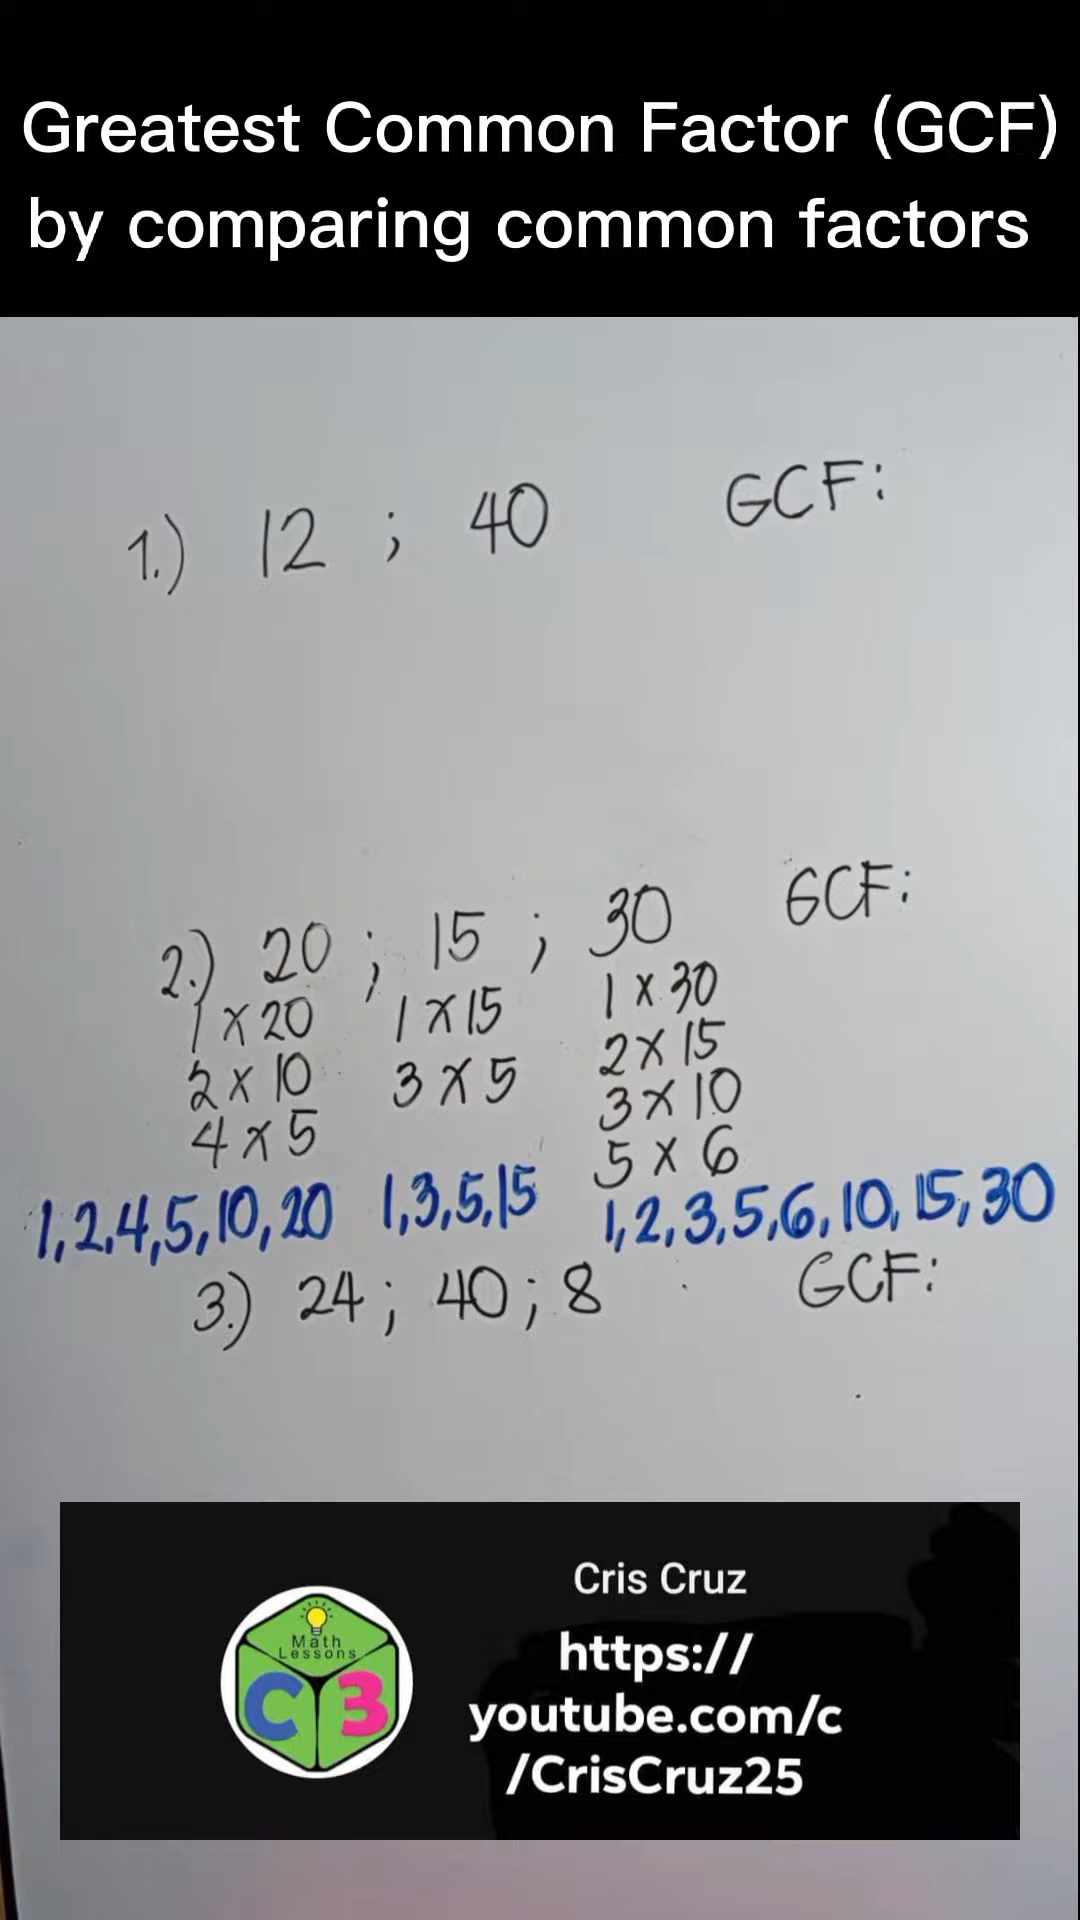 Greatest Common Factor (GCF)
by comparing common factors
1.) 12 ; 40 GCF:
2.) 20 ; 15 ; 30 GCF:
1 x 20 1 x 15 1 x 30
2 x 10 3 x 5 2 x 15
4 x 5 3 x 10
5 x 6
1,2,4,5,10,20 1,3,5,15 1,2,3,5,6,10,15,30
3.) 24 ; 40 ; 8 GCF:
Math
Lessons
C3
Cris Cruz
https://
youtube.com/c
/CrisCruz25